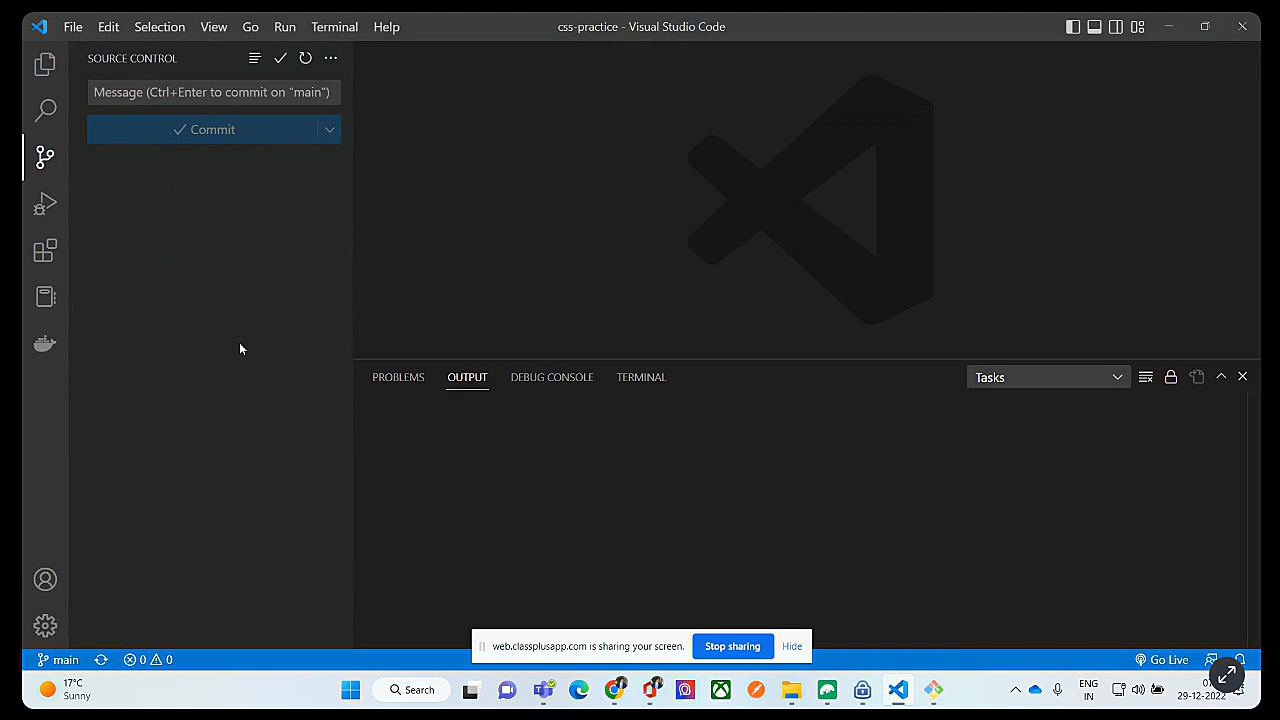 File Edit Selection View Go Run Terminal Help
css-practice - Visual Studio Code
SOURCE CONTROL
Message (Ctrl+Enter to commit on "main")
Commit
PROBLEMS OUTPUT DEBUG CONSOLE TERMINAL
Tasks
web.classplusapp.com is sharing your screen. Stop sharing Hide
main 0 0 Go Live
17°C
Sunny
Search
ENG
IN
29-12-2022